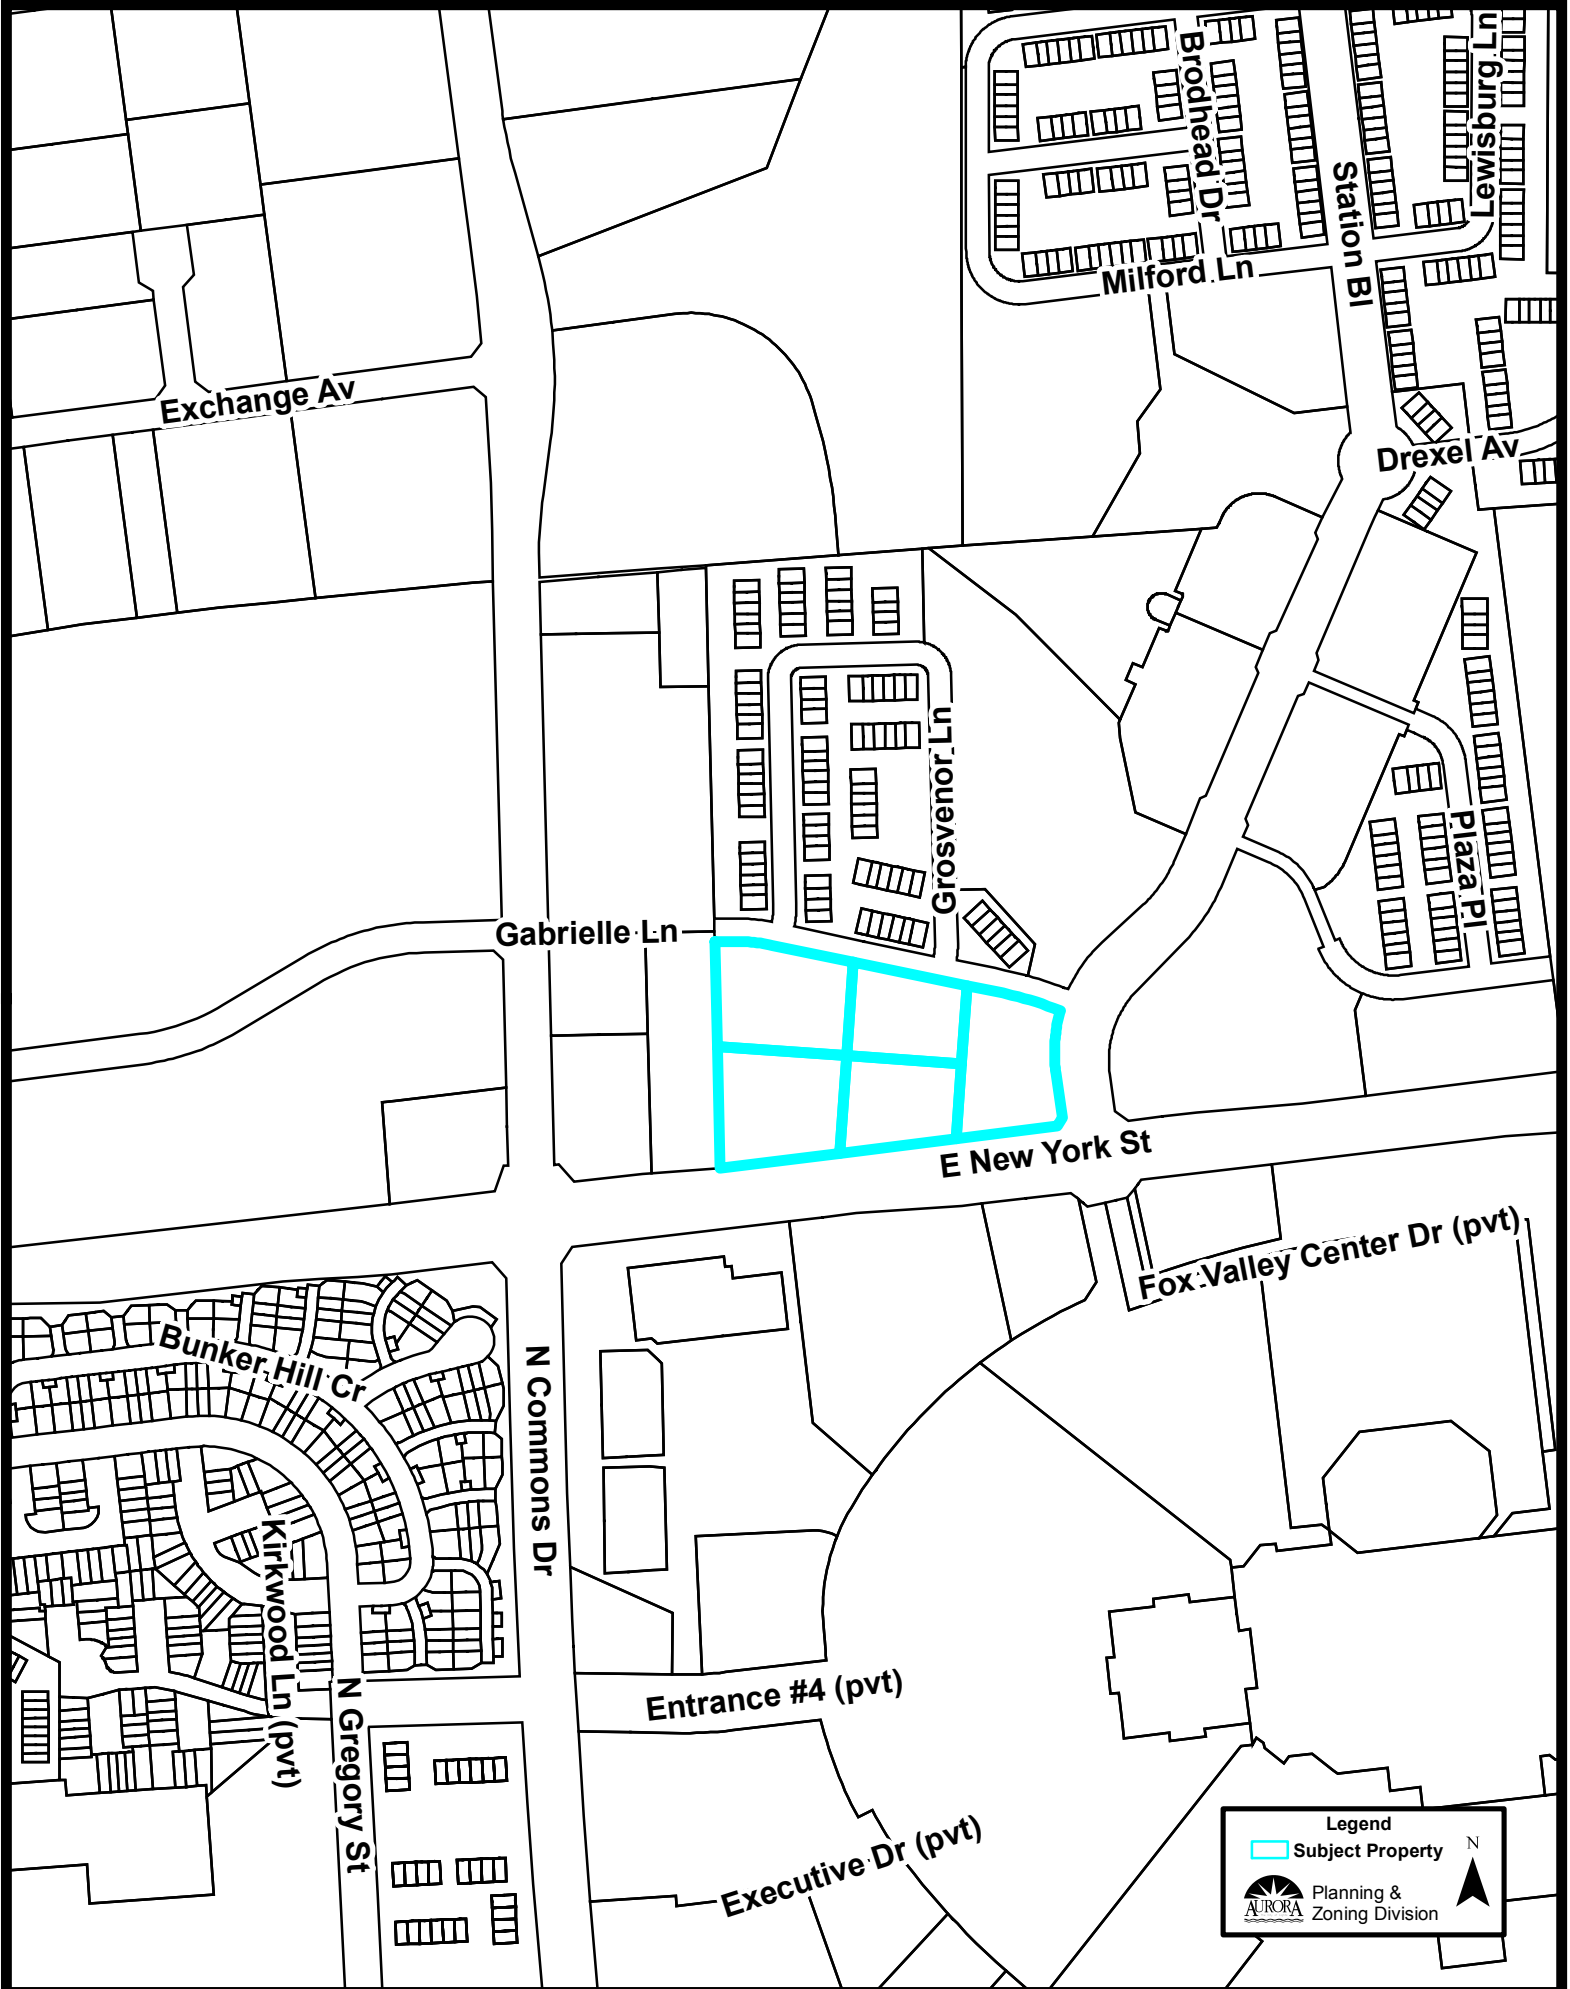 Brodhead Dr
Lewisburg Ln
Station Bl
Milford Ln
Exchange Av
Drexel Av
Grosvenor Ln
Plaza Pl
Gabrielle Ln
E New York St
Fox Valley Center Dr (pvt)
Bunker Hill Cr
N Commons Dr
Kirkwood Ln (pvt)
N Gregory St
Entrance #4 (pvt)
Executive Dr (pvt)
Legend
Subject Property
N
AURORA
Planning &
Zoning Division